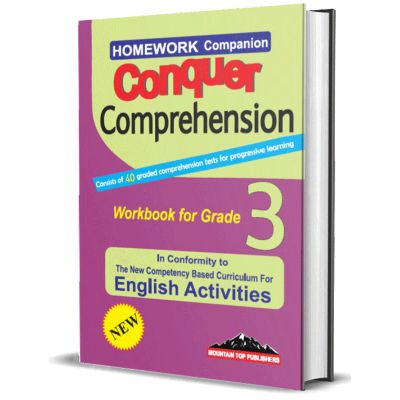 HOMEWORK Companion
Conquer
Comprehension
Consists of 40 graded comprehension tests for progressive learning
Workbook for Grade 3
In Conformity to
The New Competency Based Curriculum For
English Activities
NEW
MOUNTAIN TOP PUBLISHERS